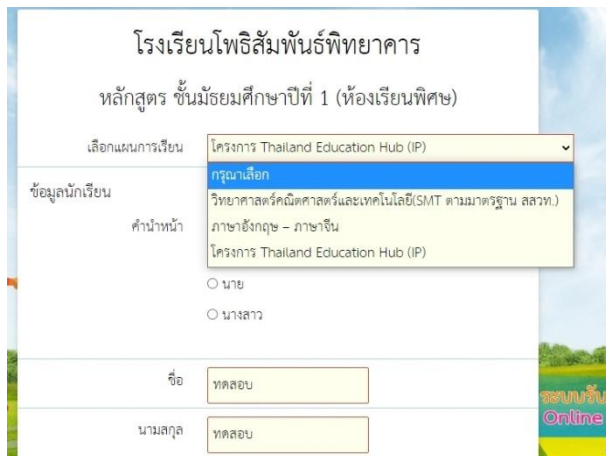 โรงเรียนโพธิสัมพันธ์พิทยาคาร
หลักสูตร ชั้นมัธยมศึกษาปีที่ 1 (ห้องเรียนพิศษ)
เลือกแผนการเรียน โครงการ Thailand Education Hub (IP)
กรุณาเลือก
วิทยาศาสตร์คณิตศาสตร์และเทคโนโลยี(SMT ตามมาตรฐาน สสวท.)
ภาษาอังกฤษ – ภาษาจีน
โครงการ Thailand Education Hub (IP)
ข้อมูลนักเรียน
คำนำหน้า
นาย
นางสาว
ชื่อ ทดสอบ
นามสกุล ทดสอบ
ระบบรับ
Online